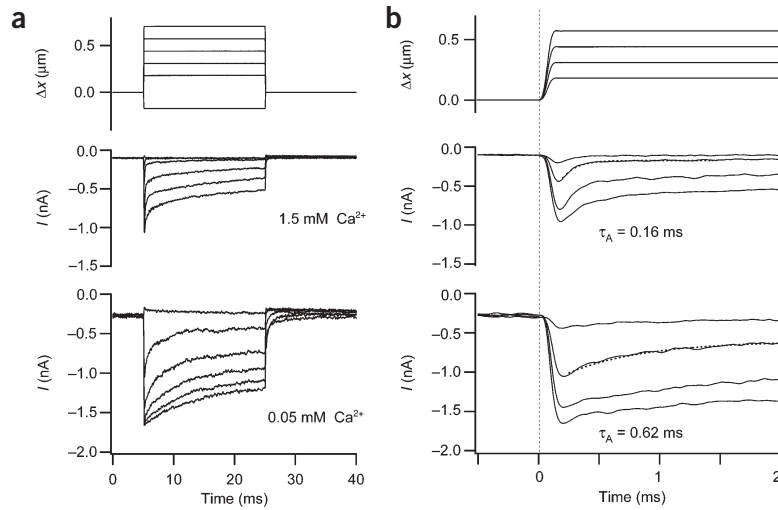 a
Δx (μm)
0.5
0.0
I (nA)
0.0
–0.5
–1.0
–1.5
1.5 mM Ca²⁺
I (nA)
0.0
–0.5
–1.0
–1.5
–2.0
0.05 mM Ca²⁺
0
10
20
30
40
Time (ms)
b
Δx (μm)
0.5
0.0
I (nA)
0.0
–0.5
–1.0
–1.5
τA = 0.16 ms
I (nA)
0.0
–0.5
–1.0
–1.5
–2.0
τA = 0.62 ms
0
1
2
Time (ms)